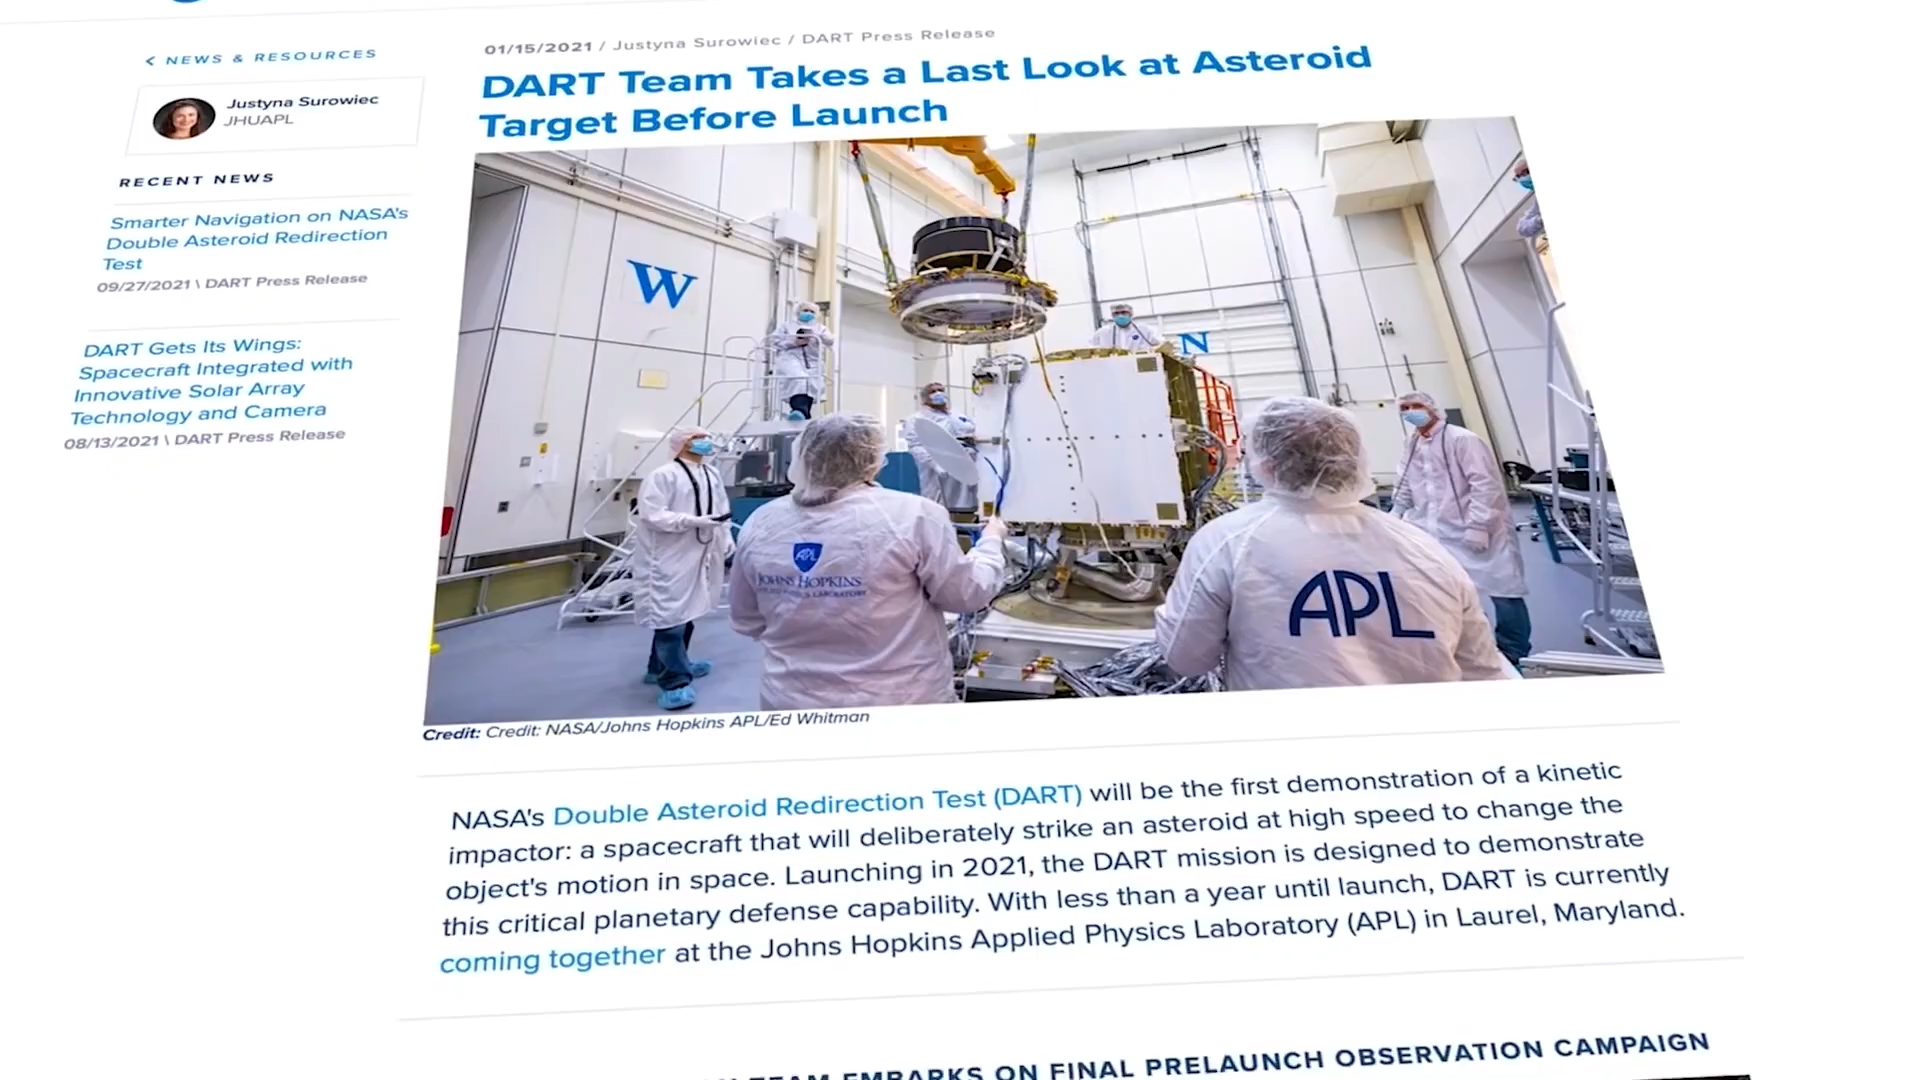 < NEWS & RESOURCES
Justyna Surowiec
JHUAPL
RECENT NEWS
Smarter Navigation on NASA's
Double Asteroid Redirection
Test
09/27/2021 \ DART Press Release
DART Gets Its Wings:
Spacecraft Integrated with
Innovative Solar Array
Technology and Camera
08/13/2021 \ DART Press Release
01/15/2021 / Justyna Surowiec / DART Press Release
DART Team Takes a Last Look at Asteroid
Target Before Launch
W
N
APL
JOHNS HOPKINS
APPLIED PHYSICS LABORATORY
APL
Credit: Credit: NASA/Johns Hopkins APL/Ed Whitman
NASA's Double Asteroid Redirection Test (DART) will be the first demonstration of a kinetic
impactor: a spacecraft that will deliberately strike an asteroid at high speed to change the
object's motion in space. Launching in 2021, the DART mission is designed to demonstrate
this critical planetary defense capability. With less than a year until launch, DART is currently
coming together at the Johns Hopkins Applied Physics Laboratory (APL) in Laurel, Maryland.
TEAM EMBARKS ON FINAL PRELAUNCH OBSERVATION CAMPAIGN